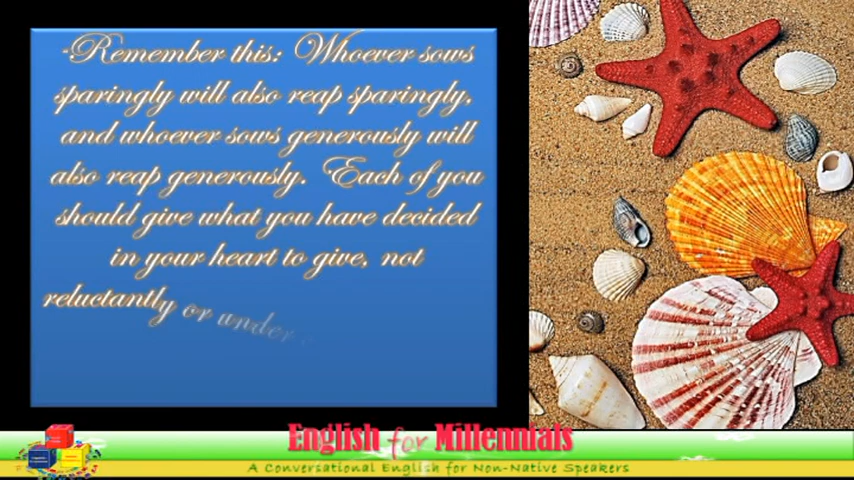 "Remember this: Whoever sows
sparingly will also reap sparingly,
and whoever sows generously will
also reap generously. Each of you
should give what you have decided
in your heart to give, not
reluctantly or under
English for Millennials
A Conversational English for Non-Native Speakers